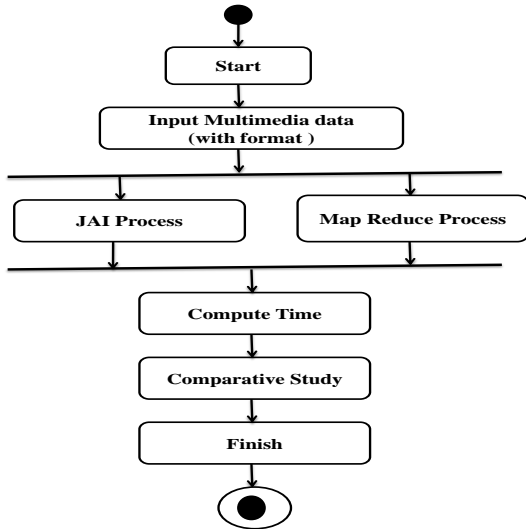 Start
Input Multimedia data
(with format )
JAI Process
Map Reduce Process
Compute Time
Comparative Study
Finish